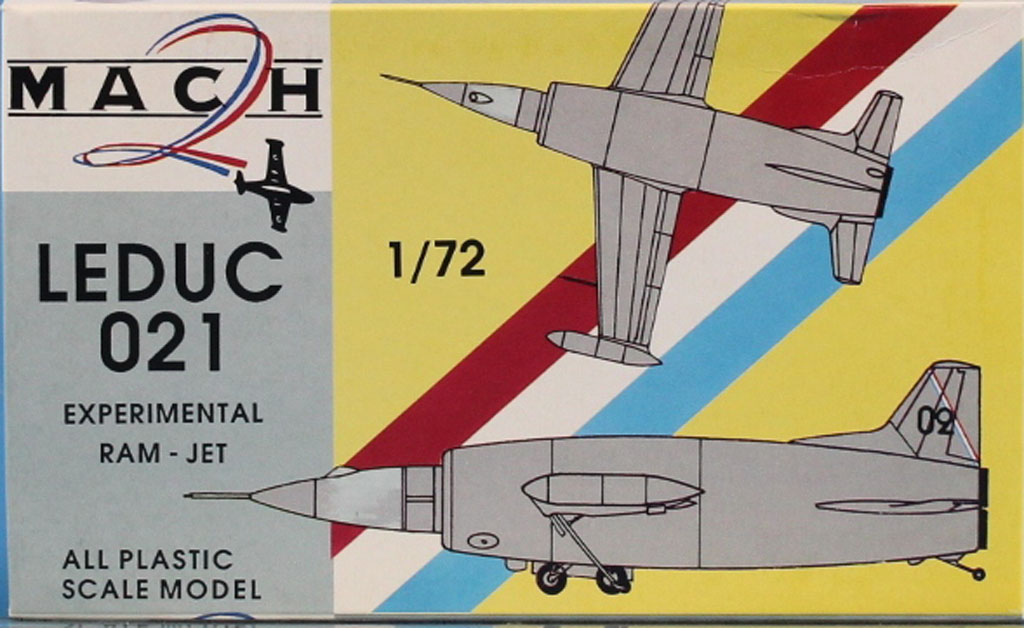 MACH 2
LEDUC
021
EXPERIMENTAL
RAM - JET
ALL PLASTIC
SCALE MODEL
1/72
02